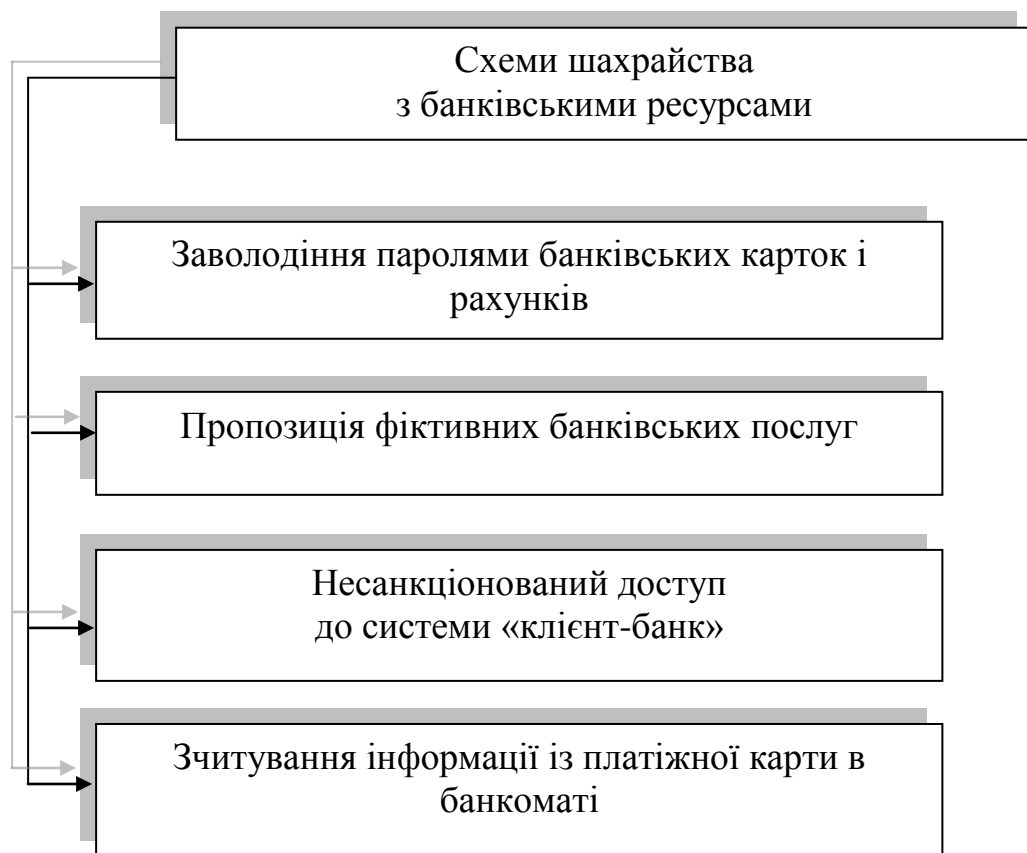 Схеми шахрайства
з банківськими ресурсами
Заволодіння паролями банківських карток і
рахунків
Пропозиція фіктивних банківських послуг
Несанкціонований доступ
до системи «клієнт-банк»
Зчитування інформації із платіжної карти в
банкоматі